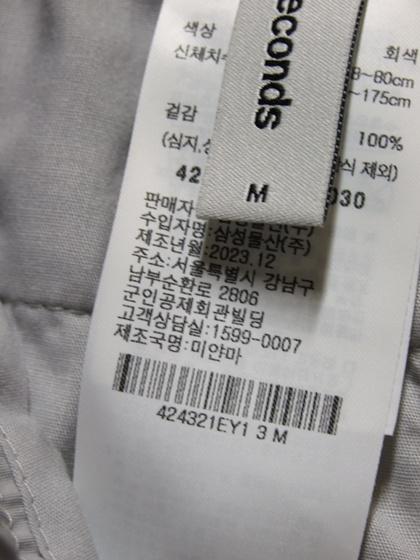 econds
M
색상
회색
신체치
8~80cm
~175cm
겉감
100%
(심지,
식 제외)
42
030
판매자
수입자명:삼성물산(주)
제조년월:2023.12
주소:서울특별시 강남구
남부순환로 2806
군인공제회관빌딩
고객상담실:1599-0007
제조국명:미얀마
424321EY1 3 M